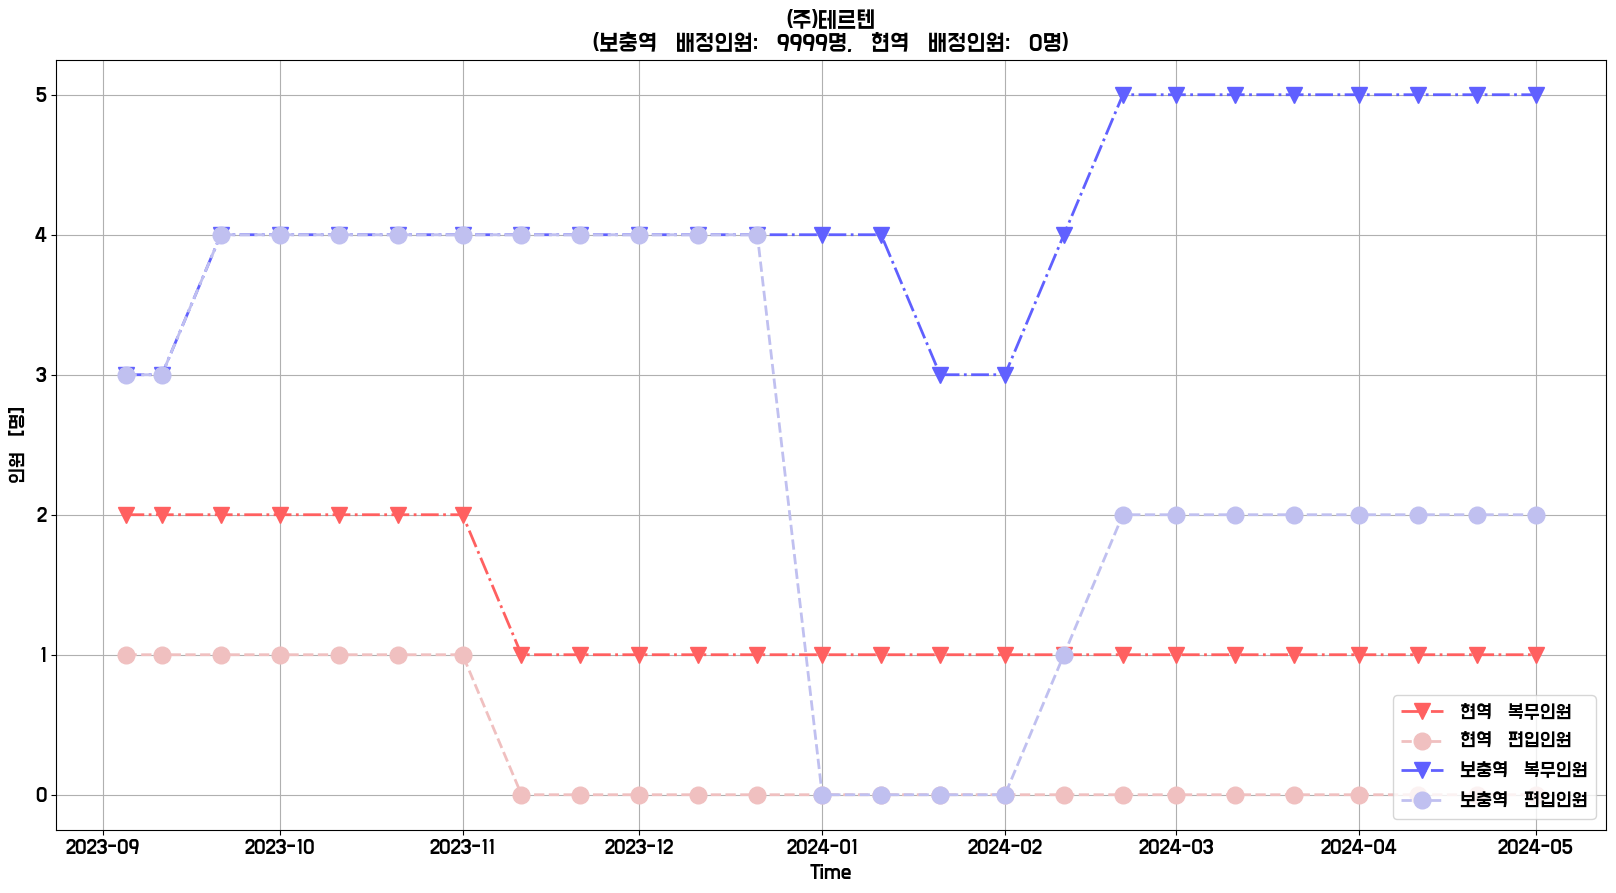 (주)테르텐
(보충역 배정인원: 9999명, 현역 배정인원: 0명)
인원 [명]
5
4
3
2
1
0
2023-09 2023-10 2023-11 2023-12 2024-01 2024-02 2024-03 2024-04 2024-05
Time
현역 복무인원
현역 편입인원
보충역 복무인원
보충역 편입인원